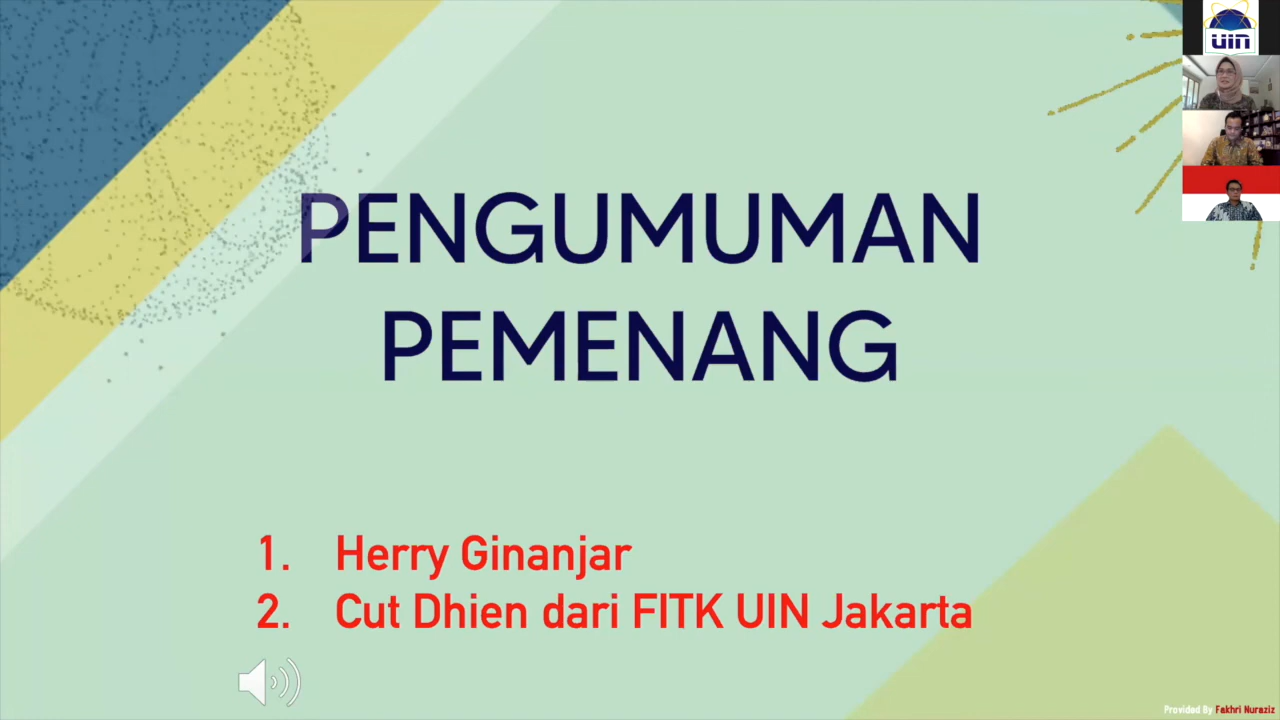 UIN
PENGUMUMAN
PEMENANG
1. Herry Ginanjar
2. Cut Dhien dari FITK UIN Jakarta
Provided By Fakhri Nuraziz